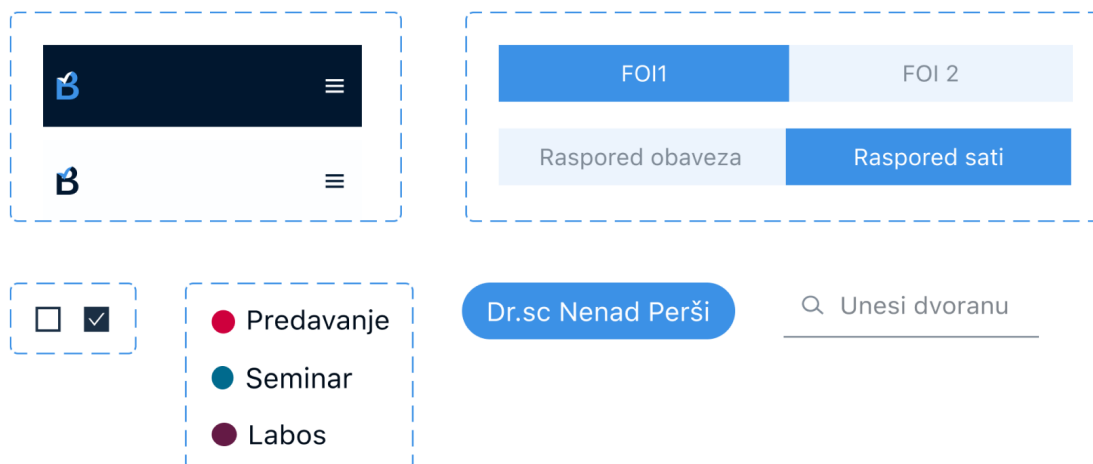 B
B
FOI1
FOI 2
Raspored obaveza
Raspored sati
Predavanje
Seminar
Labos
Dr.sc Nenad Perši
Unesi dvoranu